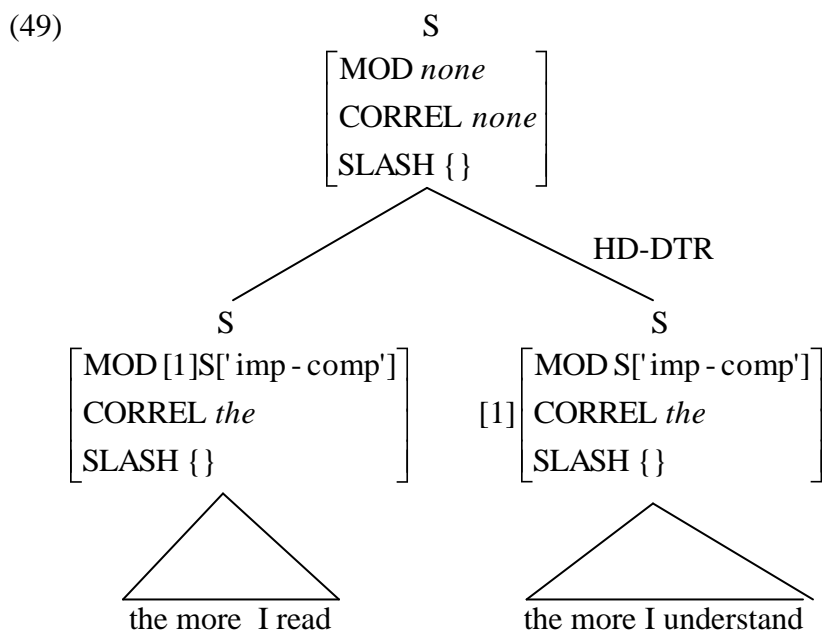 (49) S
MOD none
CORREL none
SLASH { }
HD-DTR
S S
MOD [1]S['imp - comp'] MOD S['imp - comp']
CORREL the [1] CORREL the
SLASH { } SLASH { }
the more I read the more I understand